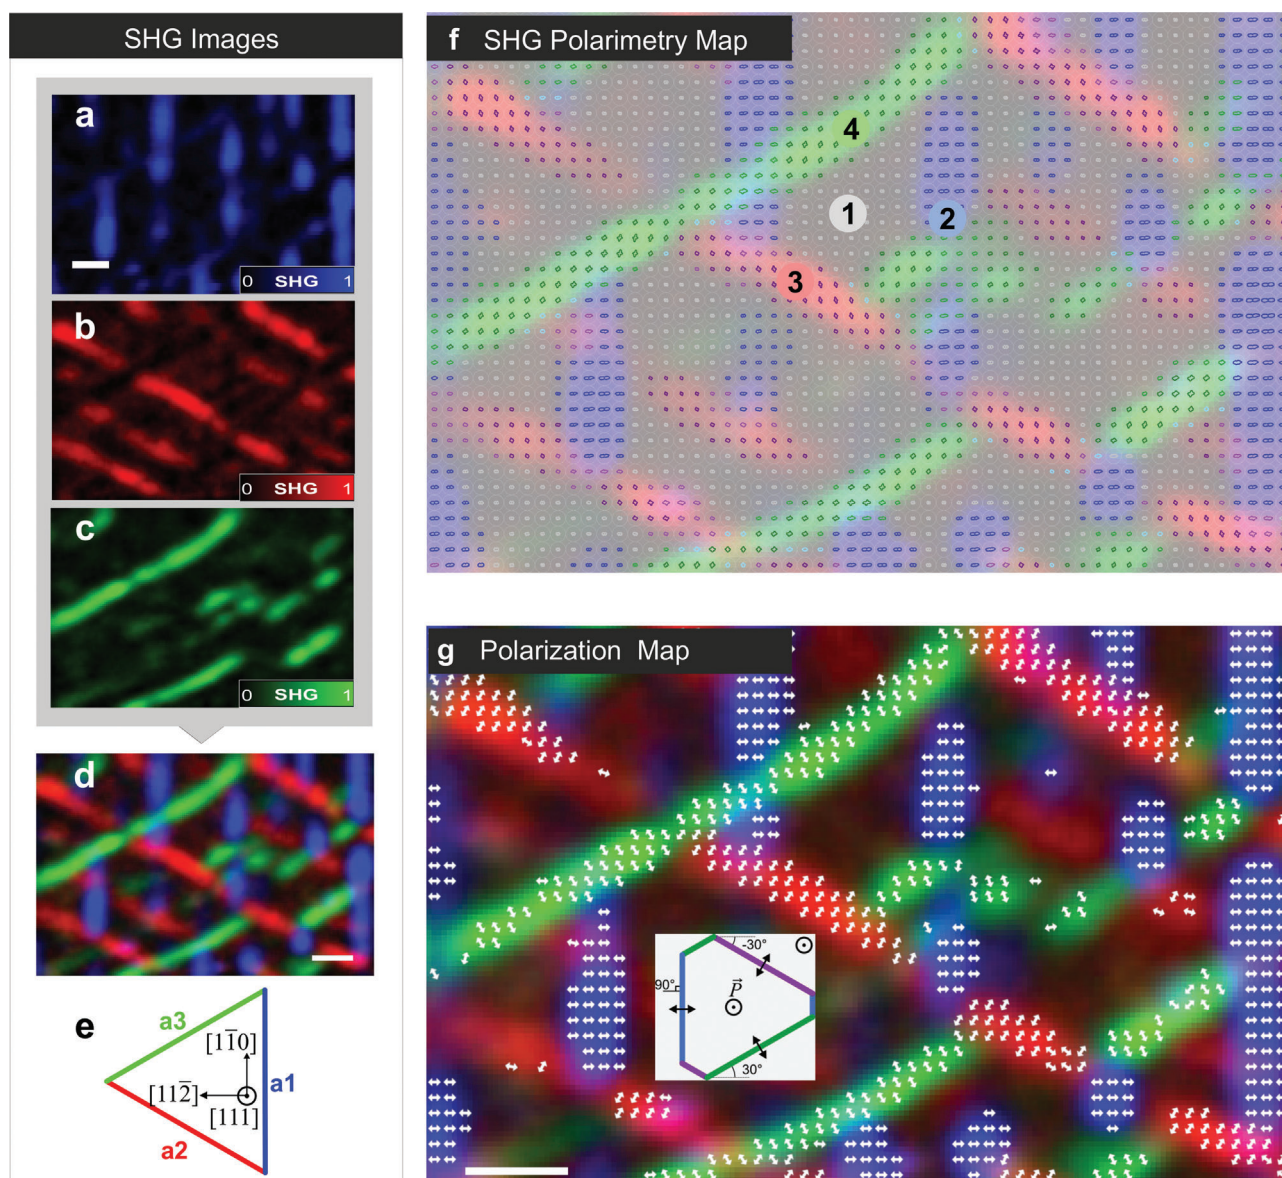 SHG Images
a
0 SHG 1
b
0 SHG 1
c
0 SHG 1
d
e
a3
[11̄0]
[112̄]
a1
[111]
a2
f SHG Polarimetry Map
4
1
2
3
g Polarization Map
-30°
90°
P⃗
30°